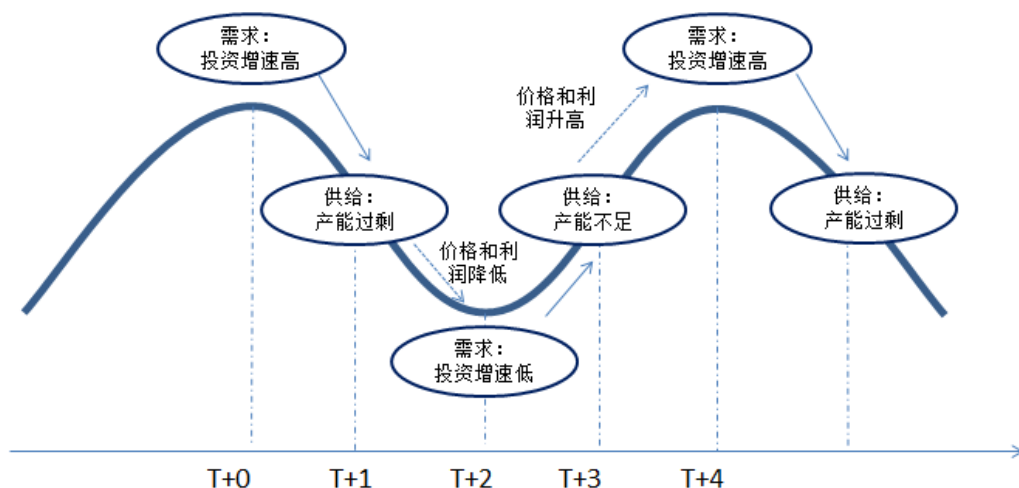 需求：
投资增速高
需求：
投资增速高
价格和利
润升高
供给：
产能过剩
供给：
产能不足
供给：
产能过剩
价格和利
润降低
需求：
投资增速低
T+0
T+1
T+2
T+3
T+4